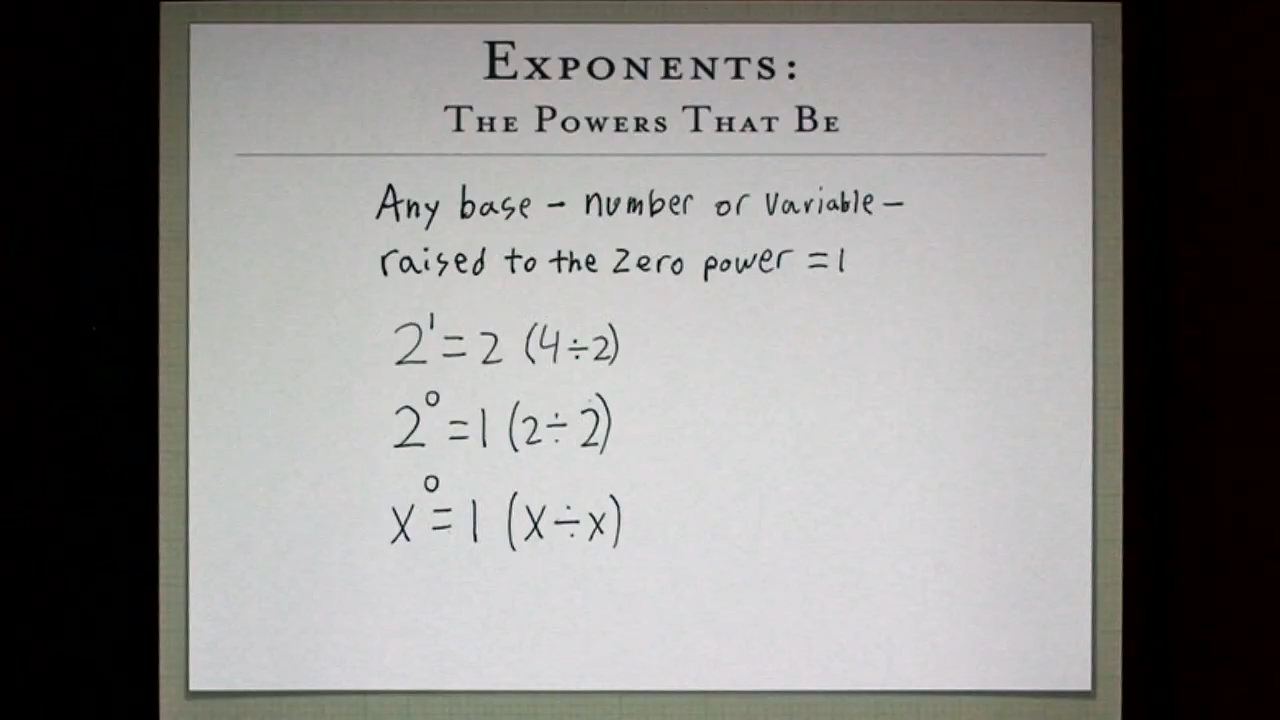 EXPONENTS:
THE POWERS THAT BE
Any base – number or variable –
raised to the zero power = 1
2¹ = 2 (4÷2)
2⁰ = 1 (2÷2)
x⁰ = 1 (x÷x)